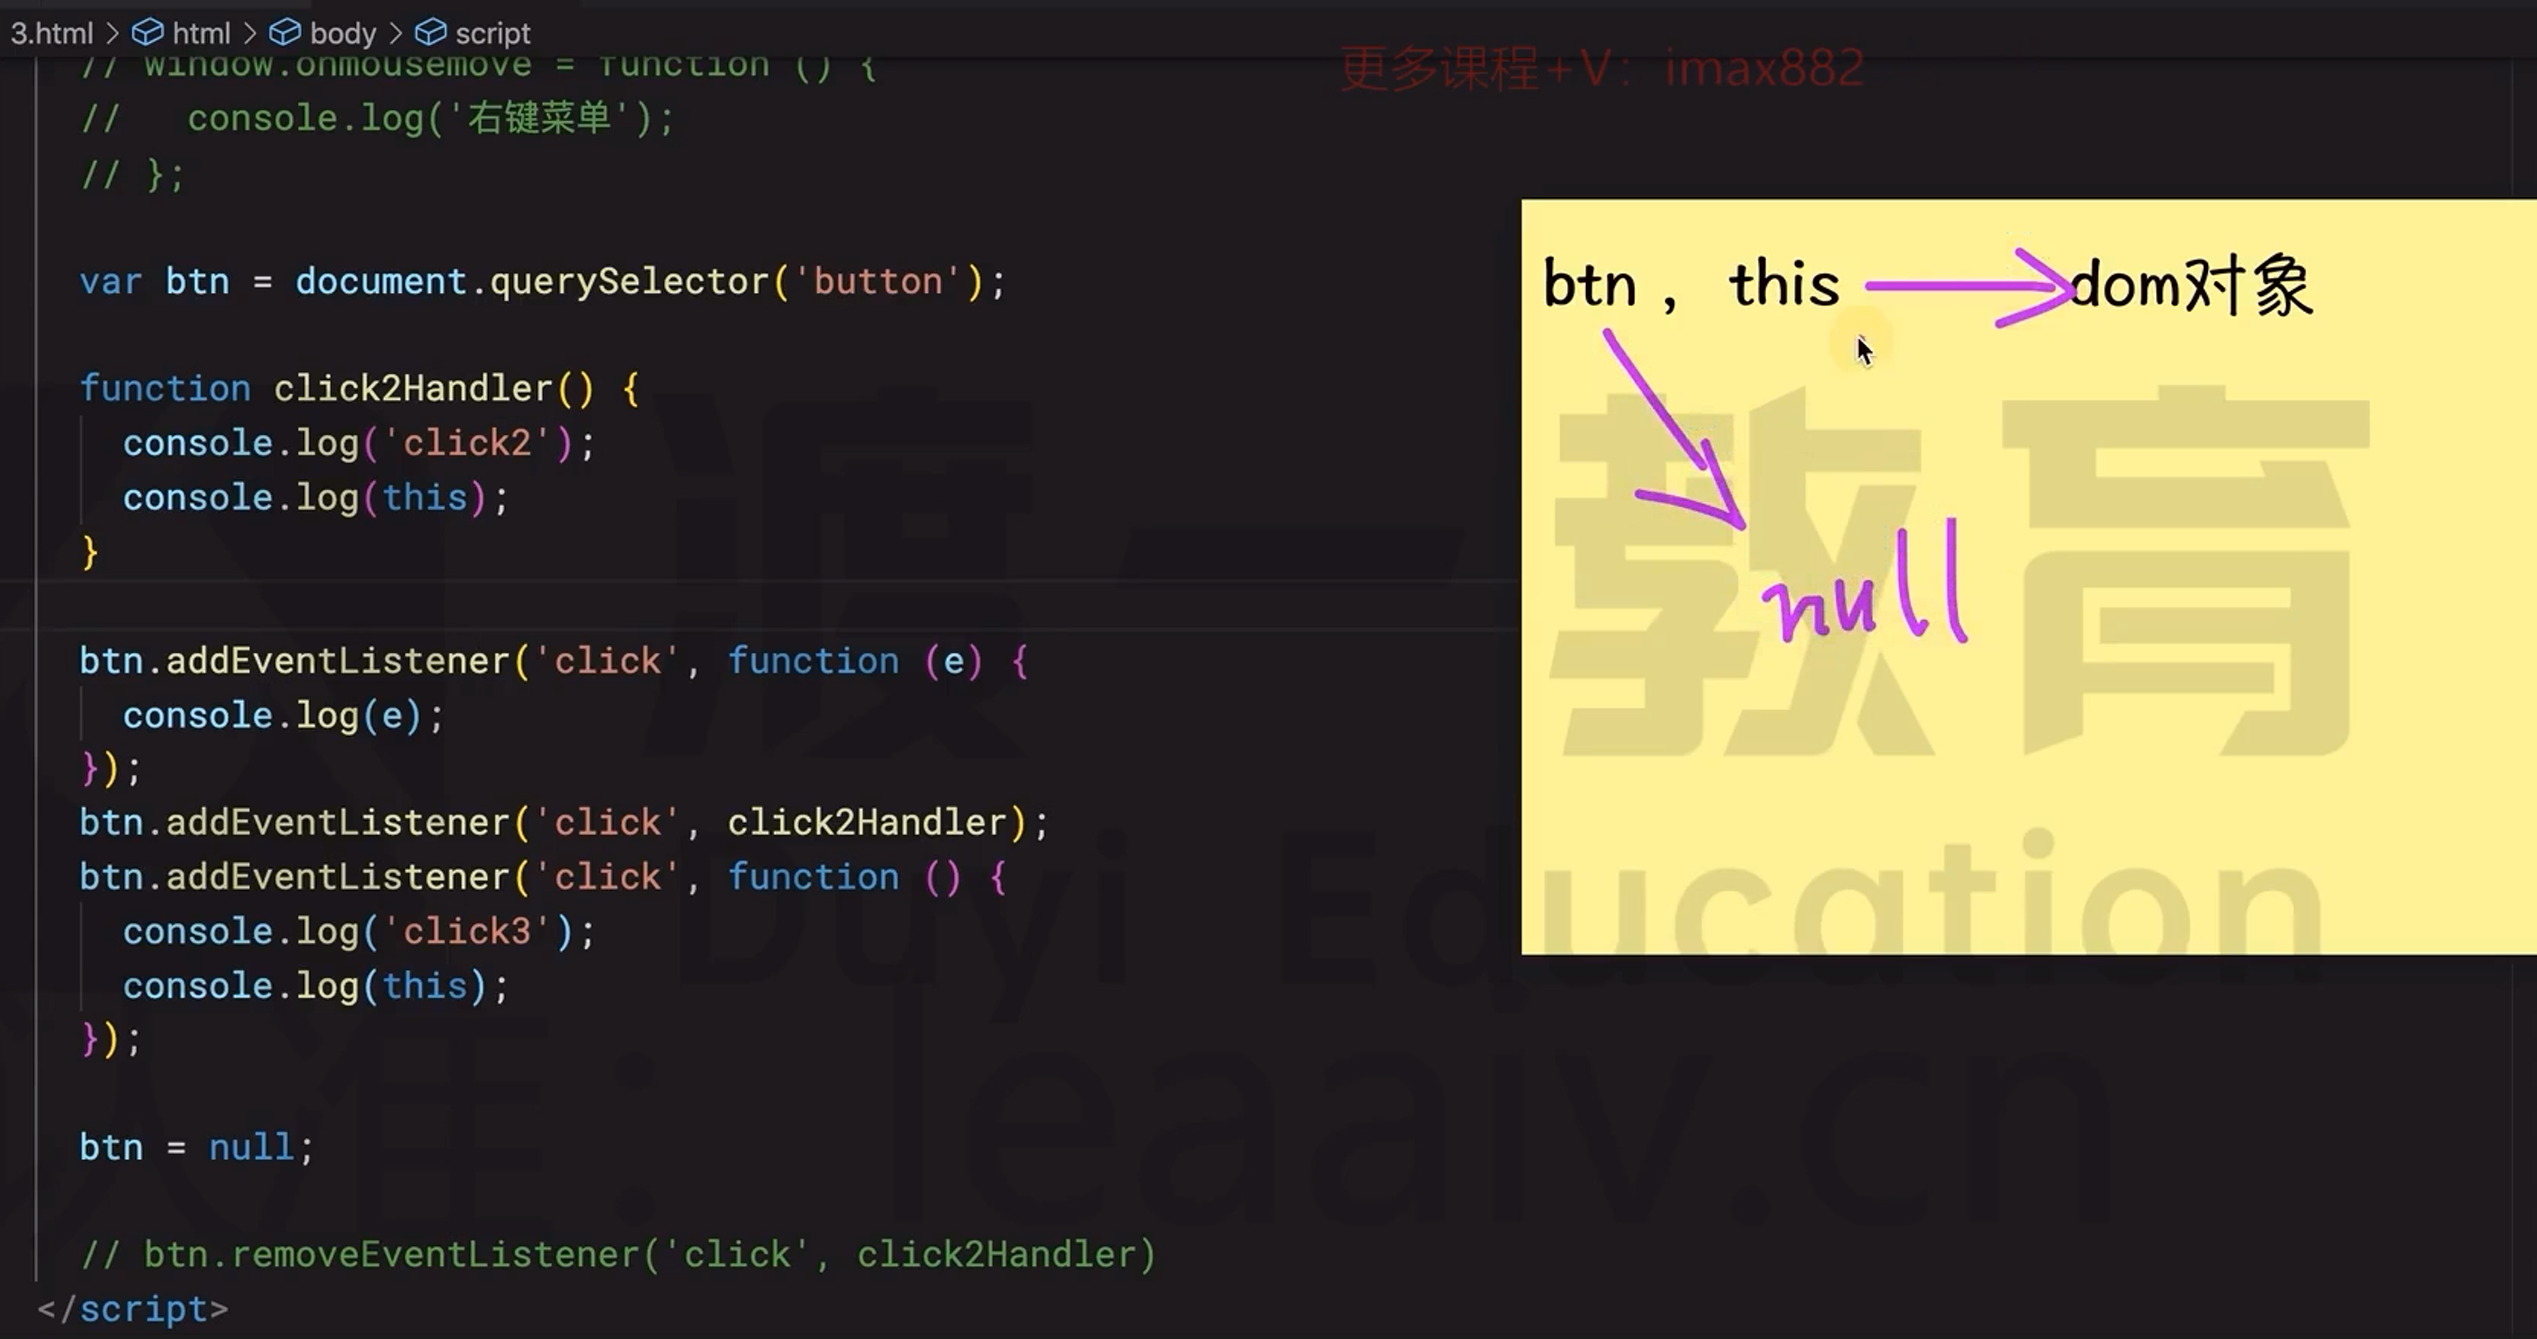 3.html > html > body > script
更多课程+V: imax882
// window.onmousemove = function () {
//   console.log('右键菜单');
// };
var btn = document.querySelector('button');
function click2Handler() {
  console.log('click2');
  console.log(this);
}
btn.addEventListener('click', function (e) {
  console.log(e);
});
btn.addEventListener('click', click2Handler);
btn.addEventListener('click', function () {
  console.log('click3');
  console.log(this);
});
btn = null;
// btn.removeEventListener('click', click2Handler)
</script>
btn , this dom对象
null
渡一教育
Duyi Education
: leaaiv.cn